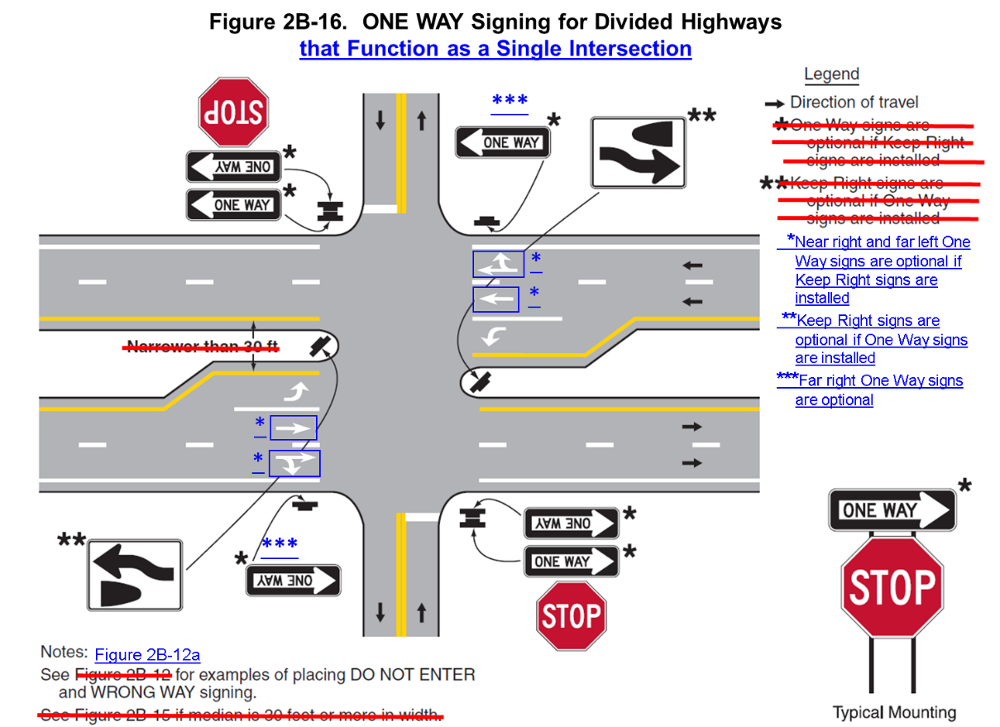 Figure 2B-16.  ONE WAY Signing for Divided Highways
that Function as a Single Intersection
Legend
Direction of travel
*One Way signs are
optional if Keep Right
signs are installed
**Keep Right signs are
optional if One Way
signs are installed
*Near right and far left One
Way signs are optional if
Keep Right signs are
installed
**Keep Right signs are
optional if One Way signs
are installed
***Far right One Way signs
are optional
STOP
ONE WAY *
ONE WAY *
***
ONE WAY *
**
*
*
Narrower than 30 ft
*
*
**
***
* ONE WAY
ONE WAY *
ONE WAY *
STOP
ONE WAY *
STOP
Typical Mounting
Notes: Figure 2B-12a
See Figure 2B-12 for examples of placing DO NOT ENTER
and WRONG WAY signing.
See Figure 2B-15 if median is 30 feet or more in width.